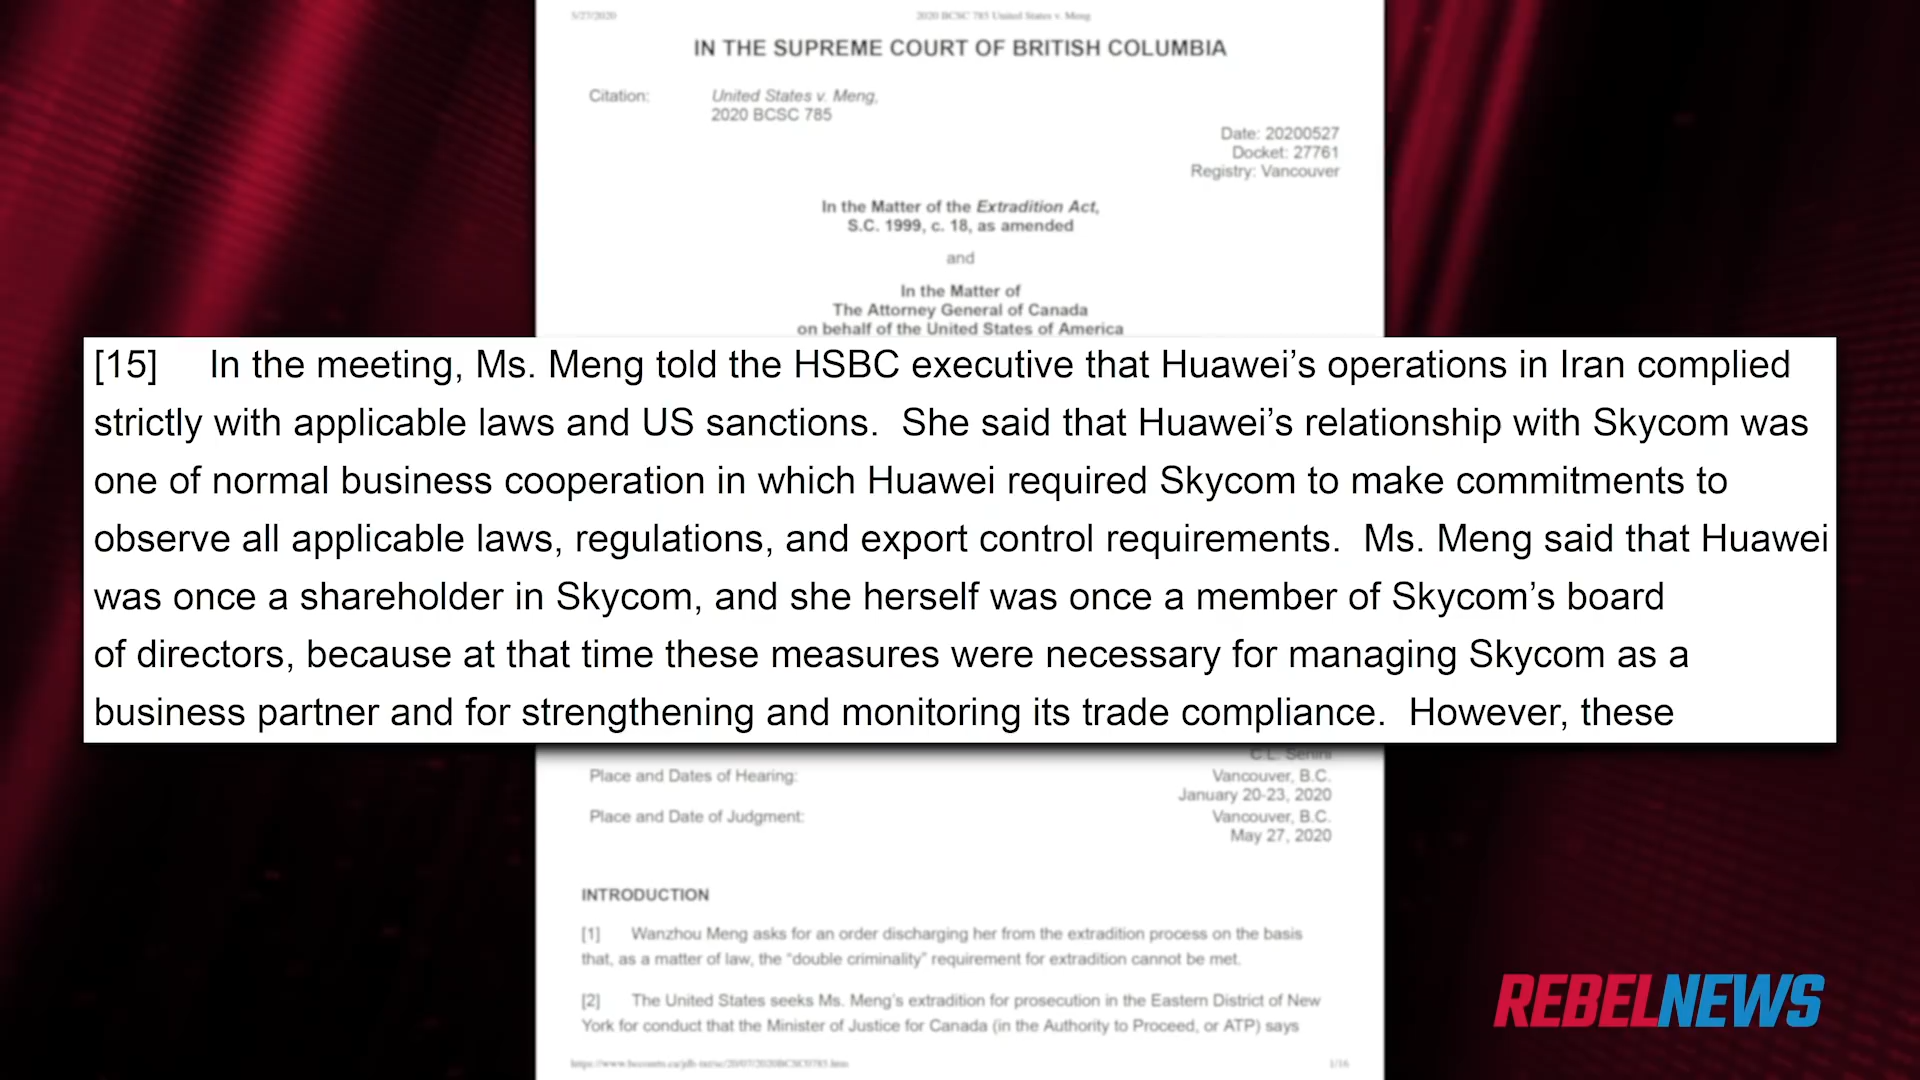 5/27/2020
2020 BCSC 785 United States v. Meng
IN THE SUPREME COURT OF BRITISH COLUMBIA
Citation:
United States v. Meng,
2020 BCSC 785
Date: 20200527
Docket: 27761
Registry: Vancouver
In the Matter of the Extradition Act,
S.C. 1999, c. 18, as amended
and
In the Matter of
The Attorney General of Canada
on behalf of the United States of America
[15] In the meeting, Ms. Meng told the HSBC executive that Huawei’s operations in Iran complied
strictly with applicable laws and US sanctions. She said that Huawei’s relationship with Skycom was
one of normal business cooperation in which Huawei required Skycom to make commitments to
observe all applicable laws, regulations, and export control requirements. Ms. Meng said that Huawei
was once a shareholder in Skycom, and she herself was once a member of Skycom’s board
of directors, because at that time these measures were necessary for managing Skycom as a
business partner and for strengthening and monitoring its trade compliance. However, these
C.L. Senini
Place and Dates of Hearing:
Vancouver, B.C.
January 20-23, 2020
Place and Date of Judgment:
Vancouver, B.C.
May 27, 2020
INTRODUCTION
[1] Wanzhou Meng asks for an order discharging her from the extradition process on the basis
that, as a matter of law, the “double criminality” requirement for extradition cannot be met.
[2] The United States seeks Ms. Meng’s extradition for prosecution in the Eastern District of New
York for conduct that the Minister of Justice for Canada (in the Authority to Proceed, or ATP) says
1/16
REBELNEWS